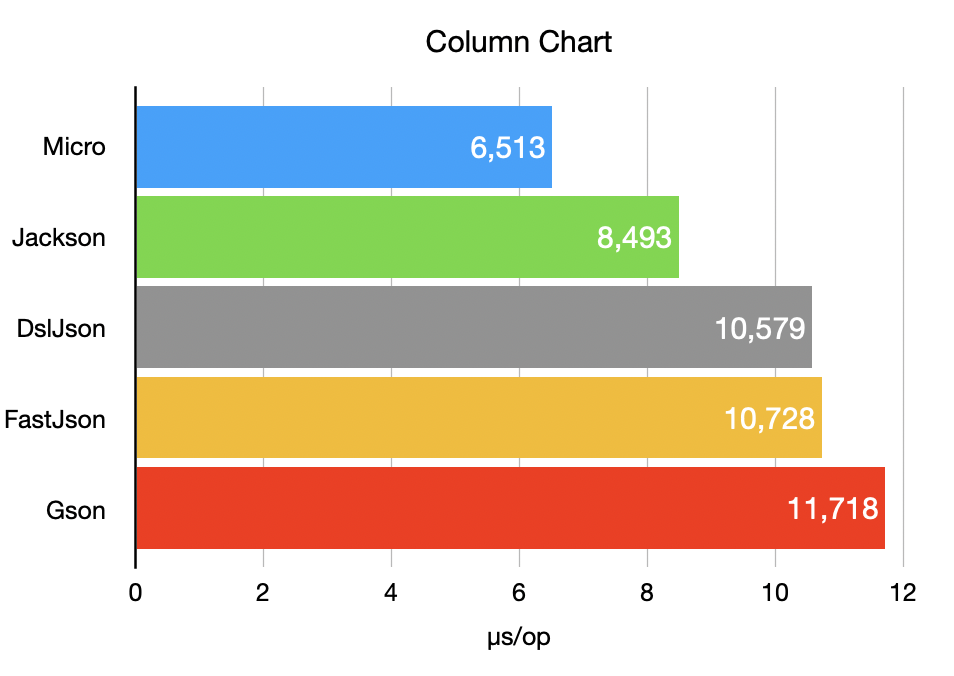 Column Chart
Micro
6,513
Jackson
8,493
DslJson
10,579
FastJson
10,728
Gson
11,718
0 2 4 6 8 10 12
µs/op